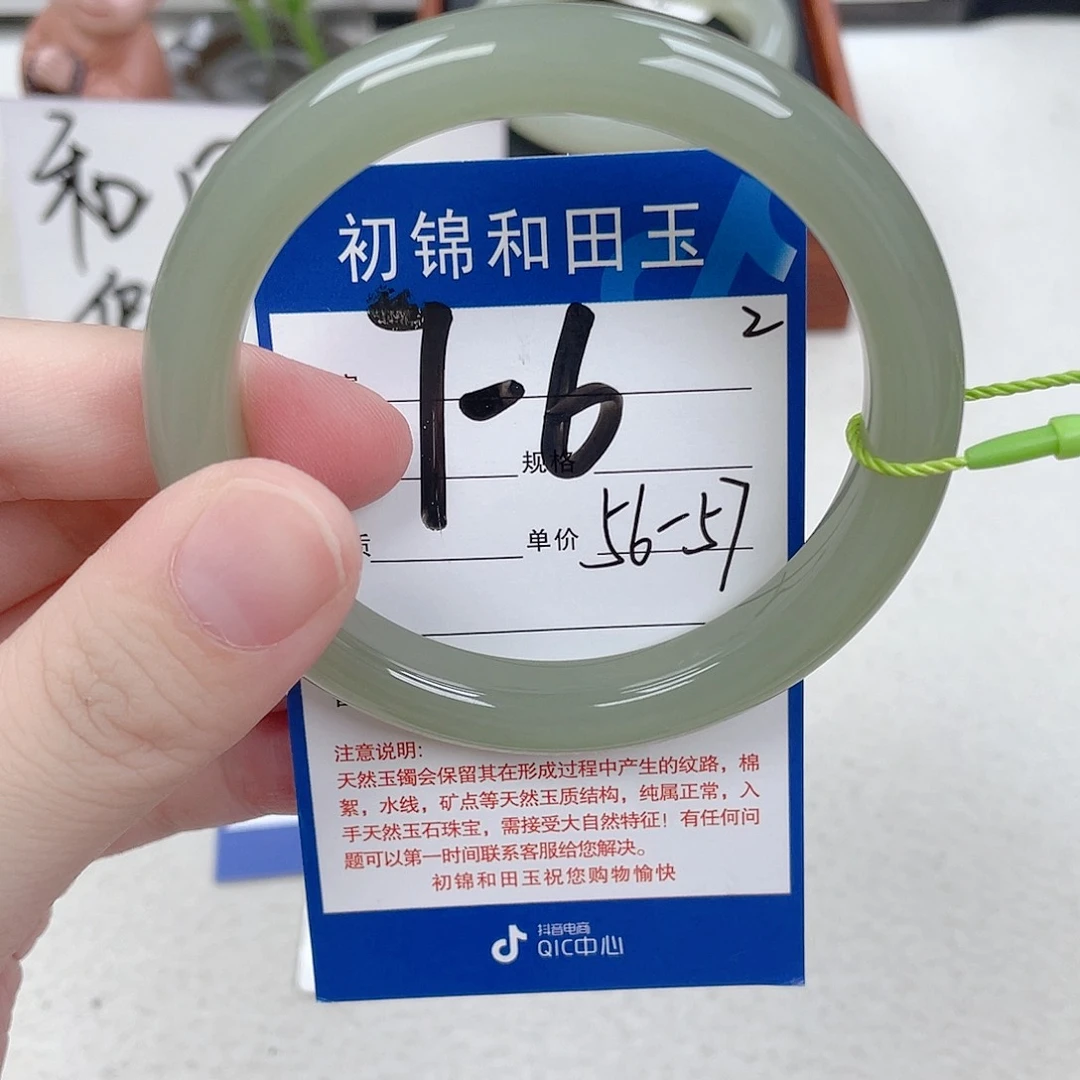 和
初锦和田玉
2
1-6
规格
单价 56-57
注意说明:
天然玉镯会保留其在形成过程中产生的纹路，棉
絮，水线，矿点等天然玉质结构，纯属正常，入
手天然玉石珠宝，需接受大自然特征！有任何问
题可以第一时间联系客服给您解决。
初锦和田玉祝您购物愉快
抖音电商
QIC中心